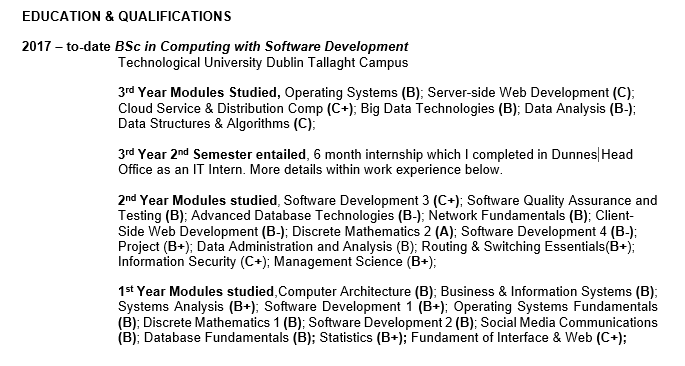 EDUCATION & QUALIFICATIONS
2017 – to-date BSc in Computing with Software Development
Technological University Dublin Tallaght Campus
3rd Year Modules Studied, Operating Systems (B); Server-side Web Development (C);
Cloud Service & Distribution Comp (C+); Big Data Technologies (B); Data Analysis (B-);
Data Structures & Algorithms (C);
3rd Year 2nd Semester entailed, 6 month internship which I completed in Dunnes Head
Office as an IT Intern. More details within work experience below.
2nd Year Modules studied, Software Development 3 (C+); Software Quality Assurance and
Testing (B); Advanced Database Technologies (B-); Network Fundamentals (B); Client-
Side Web Development (B-); Discrete Mathematics 2 (A); Software Development 4 (B-);
Project (B+); Data Administration and Analysis (B); Routing & Switching Essentials(B+);
Information Security (C+); Management Science (B+);
1st Year Modules studied,Computer Architecture (B); Business & Information Systems (B);
Systems Analysis (B+); Software Development 1 (B+); Operating Systems Fundamentals
(B); Discrete Mathematics 1 (B); Software Development 2 (B); Social Media Communications
(B); Database Fundamentals (B); Statistics (B+); Fundament of Interface & Web (C+);